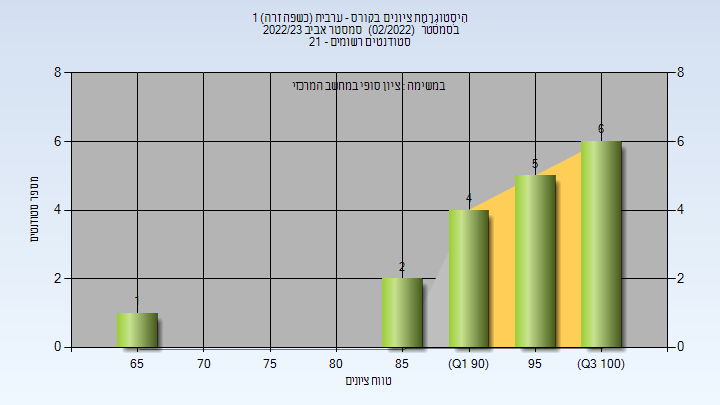 היסטוגרמת ציונים בקורס - ערבית (כשפה זרה) 1
בסמסטר (02/2022) סמסטר אביב 2022/23
סטודנטים רשומים - 21
במשימה : ציון סופי במחשב המרכזי
8 8
6 6
4 4
2 2
0 0
1 2 4 5 6
מספר סטודנטים
65 70 75 80 85 (Q1 90) 95 (Q3 100)
טווח ציונים